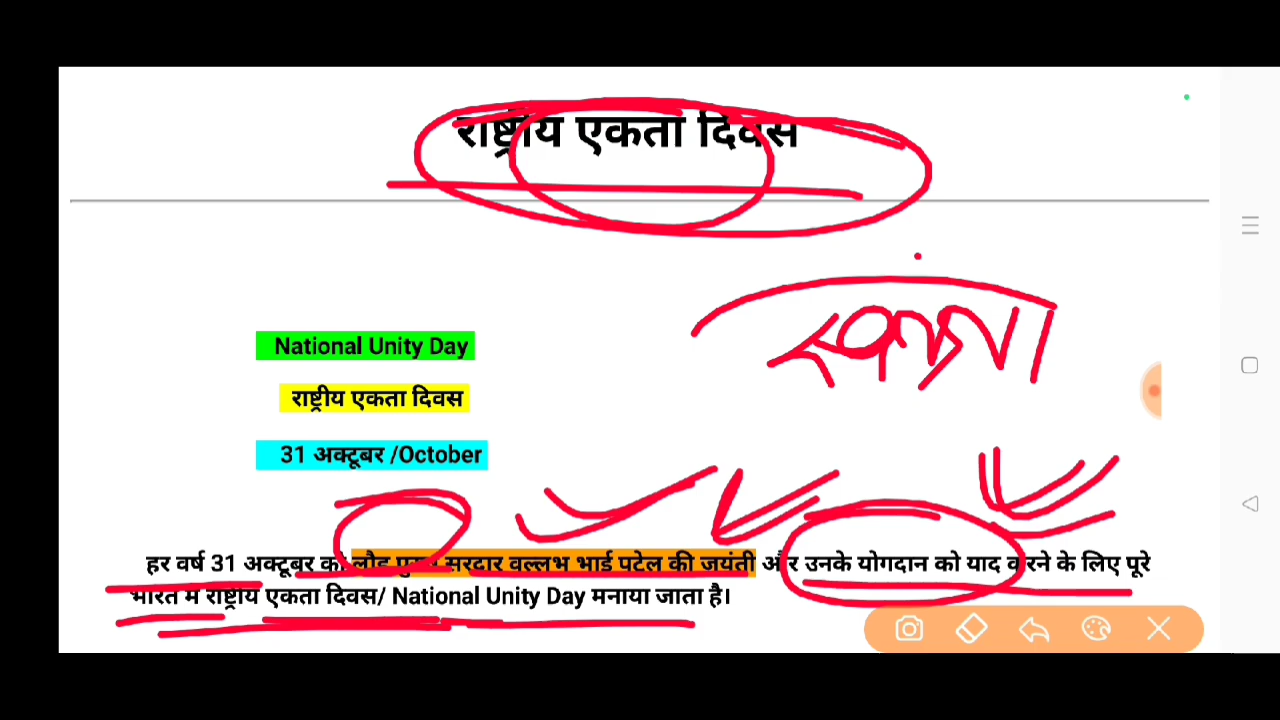 राष्ट्रीय एकता दिवस
National Unity Day
राष्ट्रीय एकता दिवस
31 अक्टूबर /October
हर वर्ष 31 अक्टूबर को लौह पुरुष सरदार वल्लभ भाई पटेल की जयंती और उनके योगदान को याद करने के लिए पूरे
भारत में राष्ट्रीय एकता दिवस/ National Unity Day मनाया जाता है।